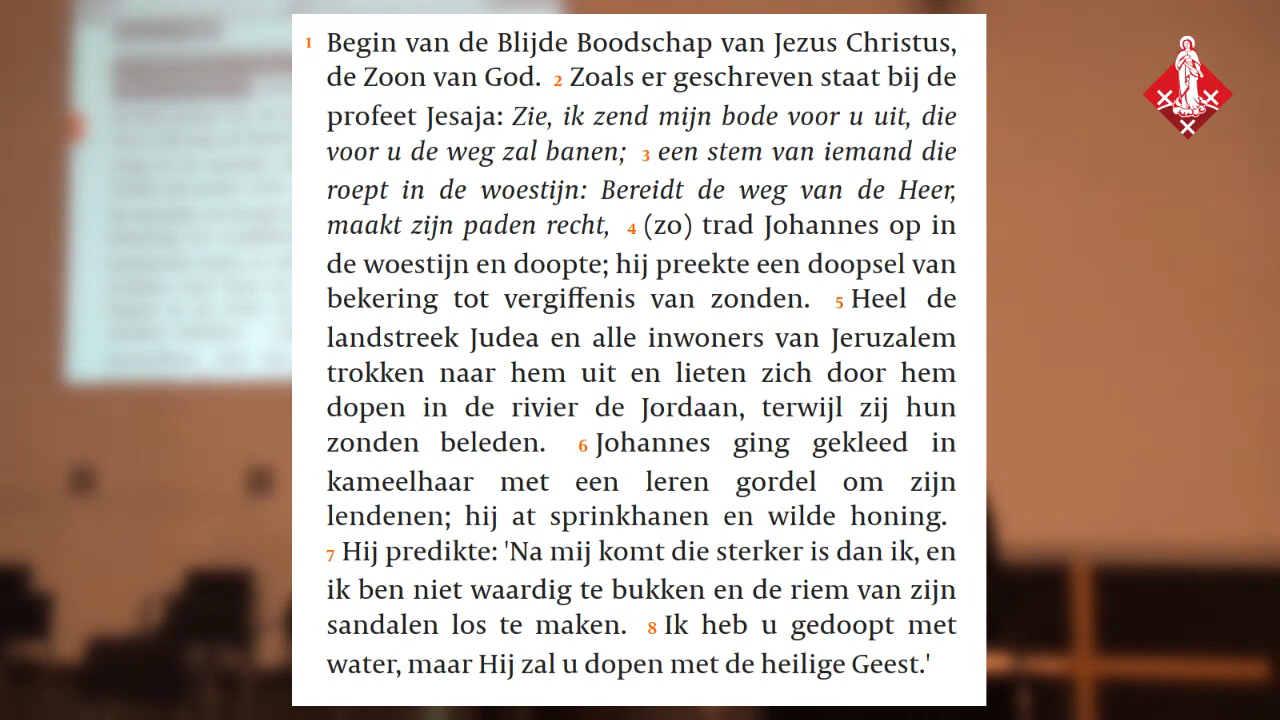 1 Begin van de Blijde Boodschap van Jezus Christus,
de Zoon van God. 2 Zoals er geschreven staat bij de
profeet Jesaja: Zie, ik zend mijn bode voor u uit, die
voor u de weg zal banen; 3 een stem van iemand die
roept in de woestijn: Bereidt de weg van de Heer,
maakt zijn paden recht, 4 (zo) trad Johannes op in
de woestijn en doopte; hij preekte een doopsel van
bekering tot vergiffenis van zonden. 5 Heel de
landstreek Judea en alle inwoners van Jeruzalem
trokken naar hem uit en lieten zich door hem
dopen in de rivier de Jordaan, terwijl zij hun
zonden beleden. 6 Johannes ging gekleed in
kameelhaar met een leren gordel om zijn
lendenen; hij at sprinkhanen en wilde honing.
7 Hij predikte: 'Na mij komt die sterker is dan ik, en
ik ben niet waardig te bukken en de riem van zijn
sandalen los te maken. 8 Ik heb u gedoopt met
water, maar Hij zal u dopen met de heilige Geest.'